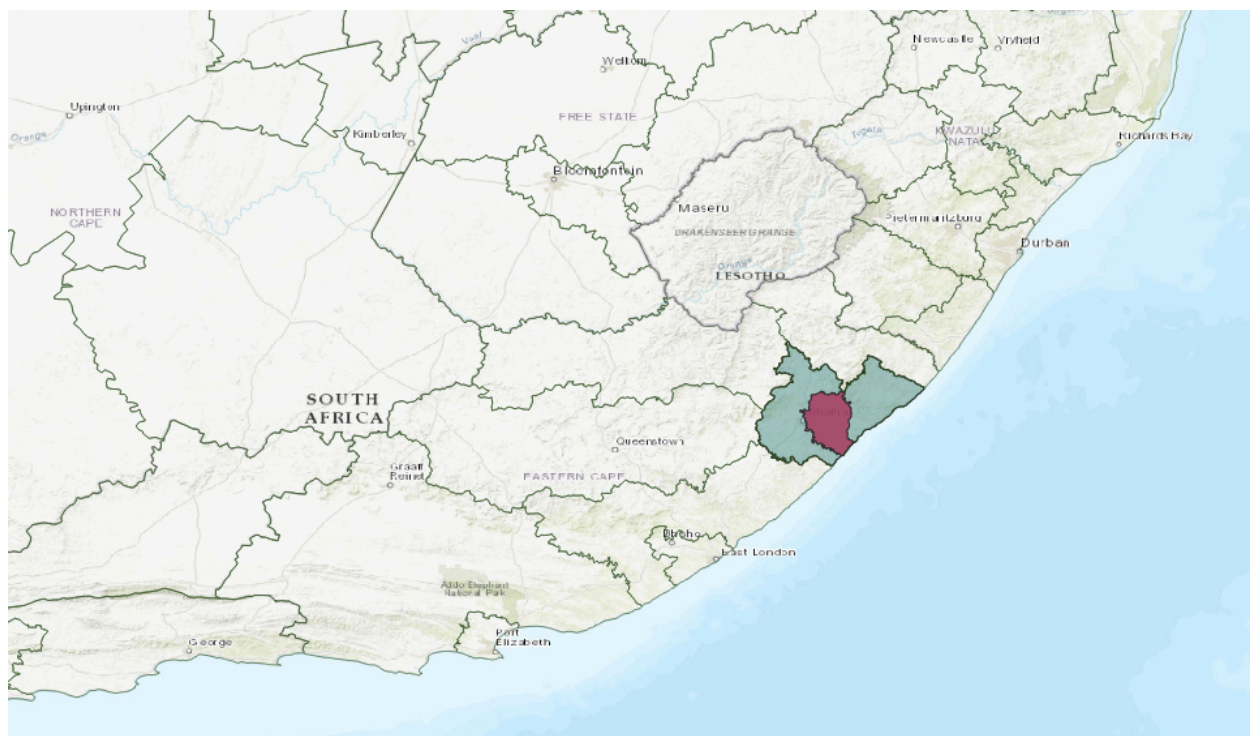 Newcastle
Vryheid
Vaal
Welkom
Upington
FREE STATE
Orange
Kimberley
Tugela
KWAZULU
NATAL
Richards Bay
Bloemfontein
NORTHERN
CAPE
Maseru
Pietermaritzburg
DRAKENSBERG RANGE
Durban
Orange
LESOTHO
SOUTH
AFRICA
Queenstown
Graaff
Reinet
EASTERN CAPE
Bhisho
East London
Addo Elephant
National Park
Port
Elizabeth
George